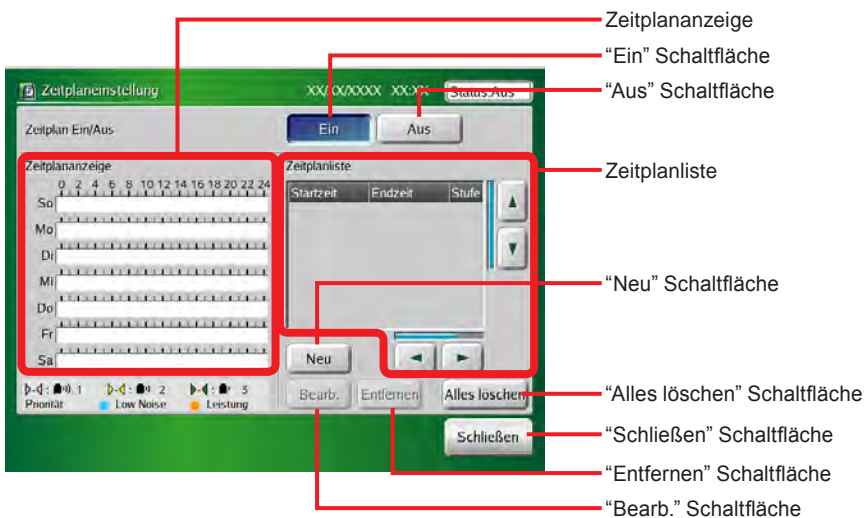 Zeitplananzeige
“Ein” Schaltfläche
“Aus” Schaltfläche
Zeitplaneinstellung XX/XX/XXXX XX:XX Status:Aus
Zeitplan Ein/Aus Ein Aus
Zeitplananzeige Zeitplanliste
Zeitplanliste
0 2 4 6 8 10 12 14 16 18 20 22 24
Startzeit Endzeit Stufe
So
Mo
Di
Mi
“Neu” Schaltfläche
Do
Fr
Sa
Neu
: 1 : 2 : 3
Priorität Low Noise Leistung
Bearb. Entfernen Alles löschen
“Alles löschen” Schaltfläche
Schließen
“Schließen” Schaltfläche
“Entfernen” Schaltfläche
“Bearb.” Schaltfläche